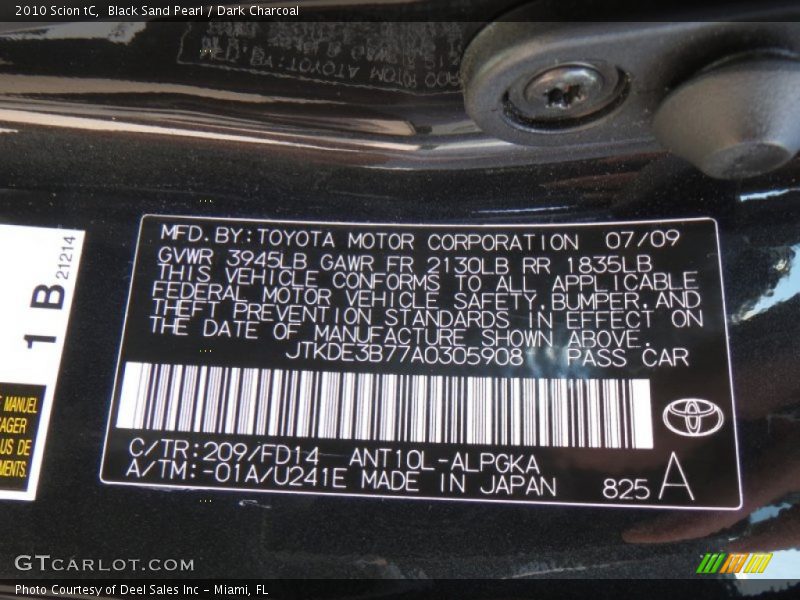 2010 Scion tC,  Black Sand Pearl / Dark Charcoal
MFD. BY: TOYOTA MOTOR CORPORATION 07/09
GVWR 3945LB GAWR FR 2130LB RR 1835LB
THIS VEHICLE CONFORMS TO ALL APPLICABLE
FEDERAL MOTOR VEHICLE SAFETY, BUMPER, AND
THEFT PREVENTION STANDARDS IN EFFECT ON
THE DATE OF MANUFACTURE SHOWN ABOVE.
JTKDE3B77A0305908 PASS CAR
C/TR: 209/FD14 ANT10L-ALPGKA
A/TM: -01A/U241E MADE IN JAPAN 825 A
1 B 21214
MANUEL
US DE
GTCARLOT.COM
Photo Courtesy of Deel Sales Inc – Miami, FL